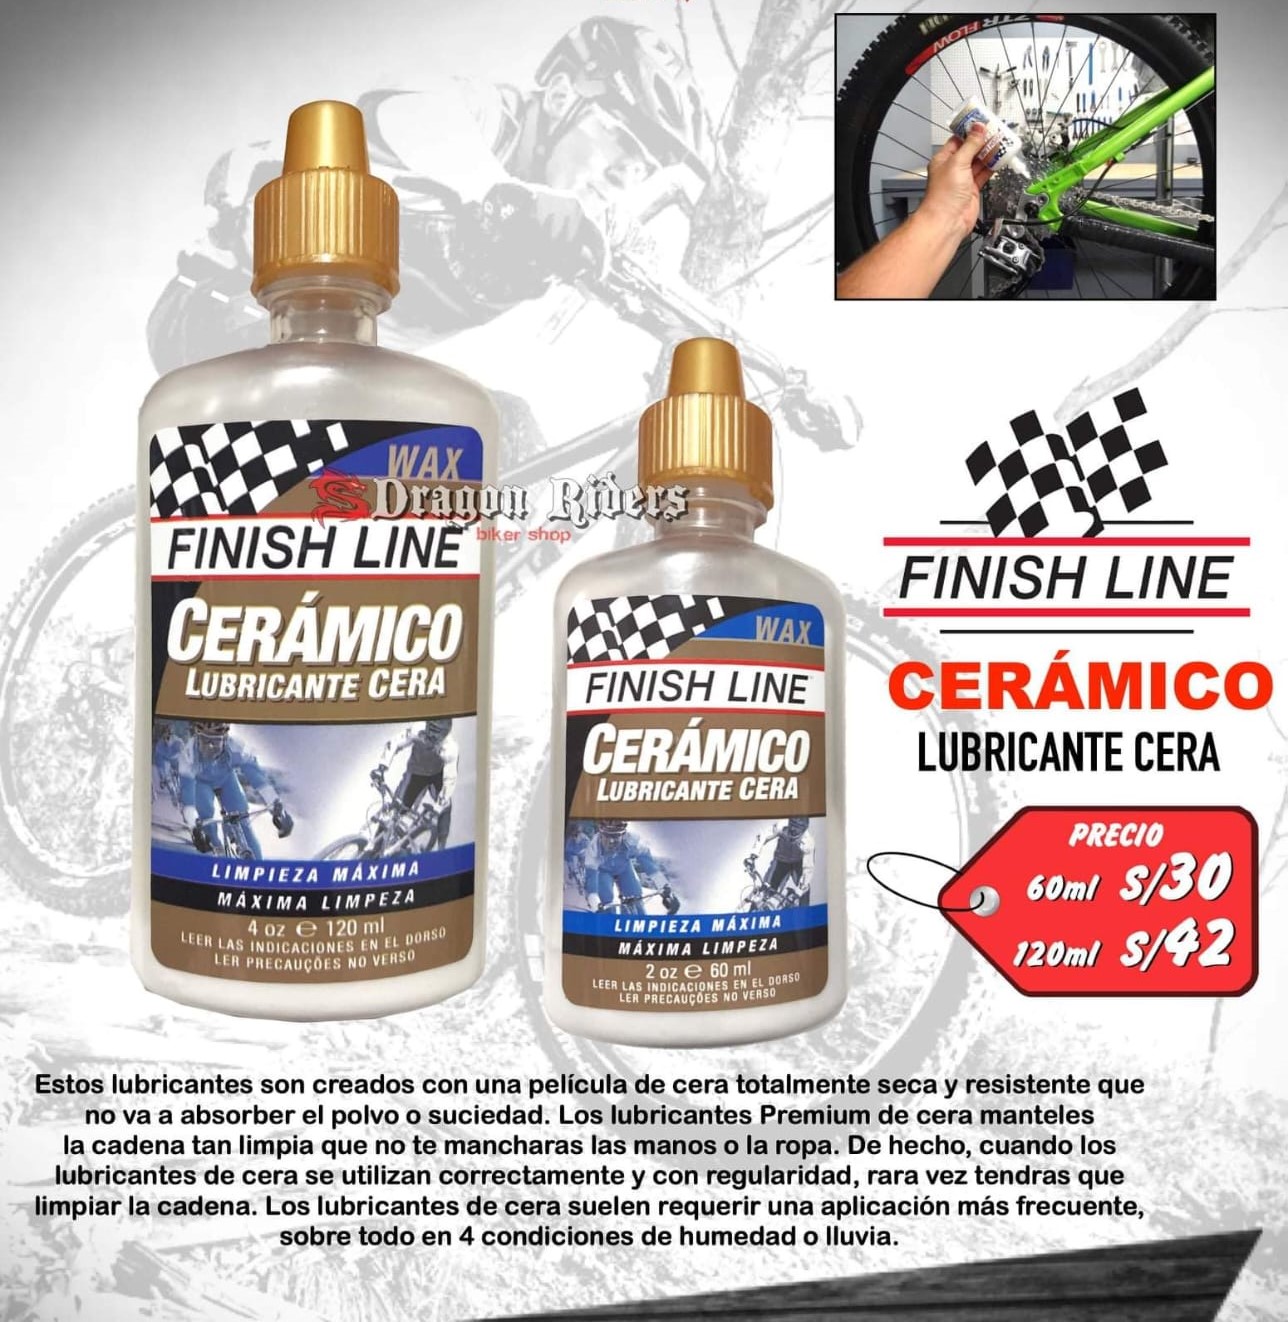 ZTR FLOW
WAX
Dragon Riders
biker shop
FINISH LINE
CERÁMICO
LUBRICANTE CERA
LIMPIEZA MÁXIMA
MÁXIMA LIMPEZA
4 oz ℮ 120 ml
LEER LAS INDICACIONES EN EL DORSO
LER PRECAUÇÕES NO VERSO
WAX
FINISH LINE
CERÁMICO
LUBRICANTE CERA
LIMPIEZA MÁXIMA
MÁXIMA LIMPEZA
2 oz ℮ 60 ml
LEER LAS INDICACIONES EN EL DORSO
LER PRECAUÇÕES NO VERSO
FINISH LINE
CERÁMICO
LUBRICANTE CERA
PRECIO
60ml S/30
120ml S/42
Estos lubricantes son creados con una película de cera totalmente seca y resistente que
no va a absorber el polvo o suciedad. Los lubricantes Premium de cera manteles
la cadena tan limpia que no te mancharas las manos o la ropa. De hecho, cuando los
lubricantes de cera se utilizan correctamente y con regularidad, rara vez tendras que
limpiar la cadena. Los lubricantes de cera suelen requerir una aplicación más frecuente,
sobre todo en 4 condiciones de humedad o lluvia.